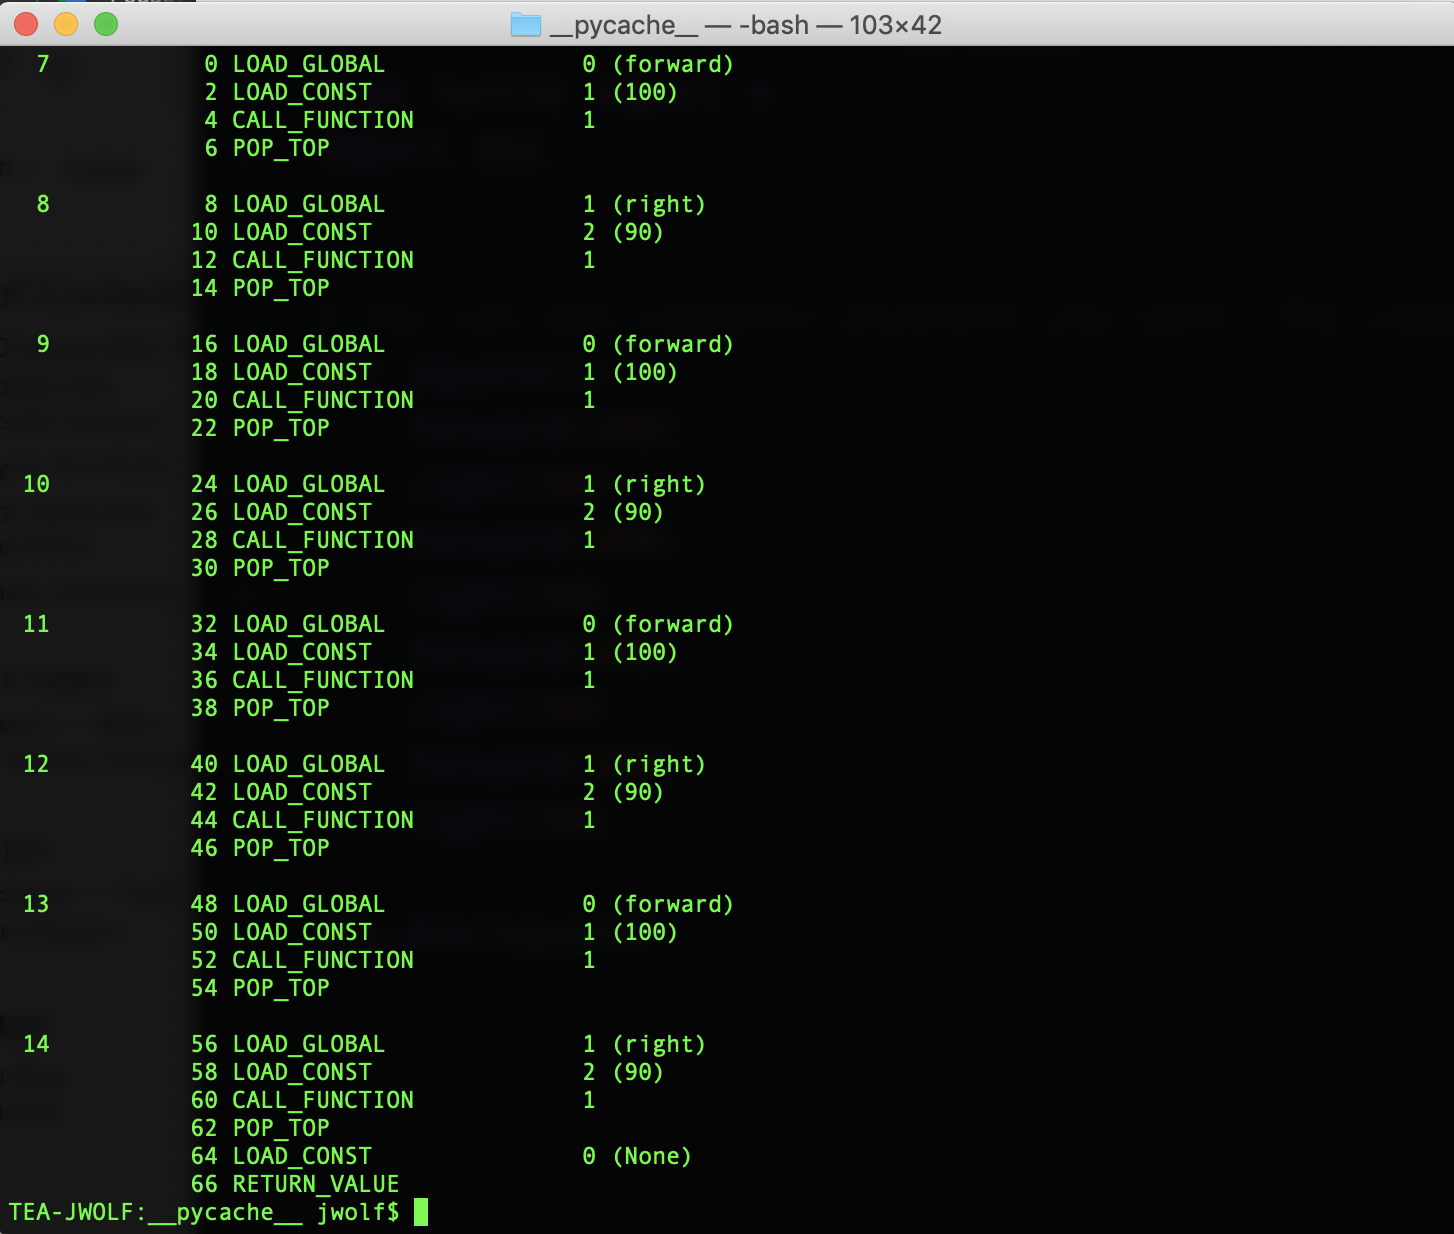 __pycache__ — -bash — 103×42
7 0 LOAD_GLOBAL 0 (forward)
2 LOAD_CONST 1 (100)
4 CALL_FUNCTION 1
6 POP_TOP
8 8 LOAD_GLOBAL 1 (right)
10 LOAD_CONST 2 (90)
12 CALL_FUNCTION 1
14 POP_TOP
9 16 LOAD_GLOBAL 0 (forward)
18 LOAD_CONST 1 (100)
20 CALL_FUNCTION 1
22 POP_TOP
10 24 LOAD_GLOBAL 1 (right)
26 LOAD_CONST 2 (90)
28 CALL_FUNCTION 1
30 POP_TOP
11 32 LOAD_GLOBAL 0 (forward)
34 LOAD_CONST 1 (100)
36 CALL_FUNCTION 1
38 POP_TOP
12 40 LOAD_GLOBAL 1 (right)
42 LOAD_CONST 2 (90)
44 CALL_FUNCTION 1
46 POP_TOP
13 48 LOAD_GLOBAL 0 (forward)
50 LOAD_CONST 1 (100)
52 CALL_FUNCTION 1
54 POP_TOP
14 56 LOAD_GLOBAL 1 (right)
58 LOAD_CONST 2 (90)
60 CALL_FUNCTION 1
62 POP_TOP
64 LOAD_CONST 0 (None)
66 RETURN_VALUE
TEA-JWOLF:__pycache__ jwolf$